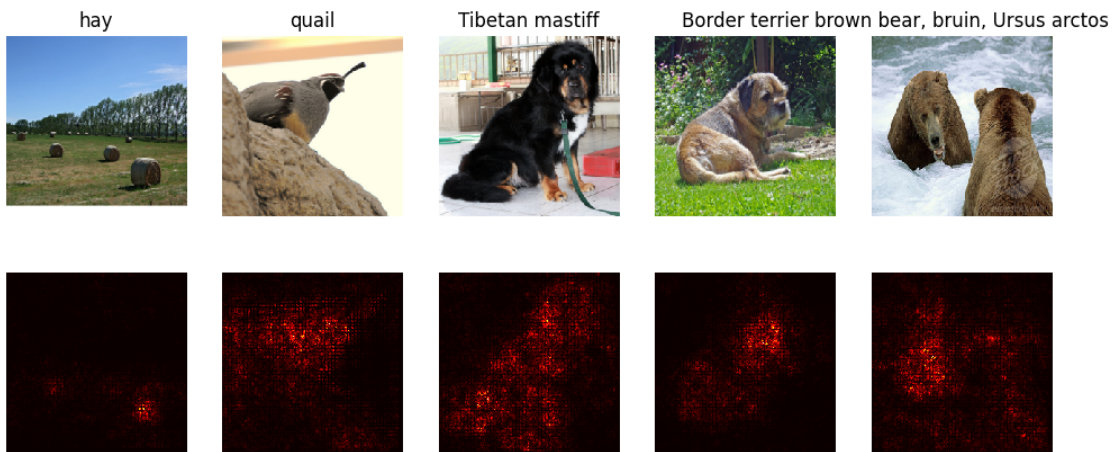 hay
quail
Tibetan mastiff
Border terrier
brown bear, bruin, Ursus arctos